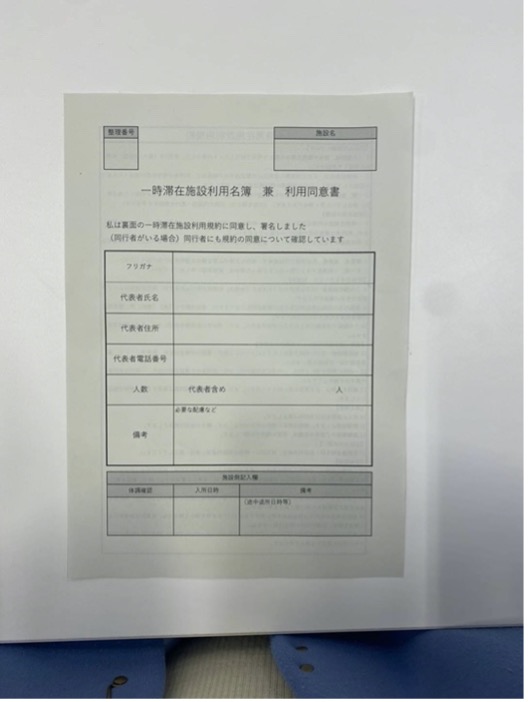 整理番号
施設名
一時滞在施設利用名簿　兼　利用同意書
私は裏面の一時滞在施設利用規約に同意し、署名しました
（同行者がいる場合）同行者にも規約の同意について確認しています
フリガナ
代表者氏名
代表者住所
代表者電話番号
人数　代表者含め　人
必要な配慮など
備考
施設側記入欄
体調確認　入所日時　備考
（途中退所日時等）